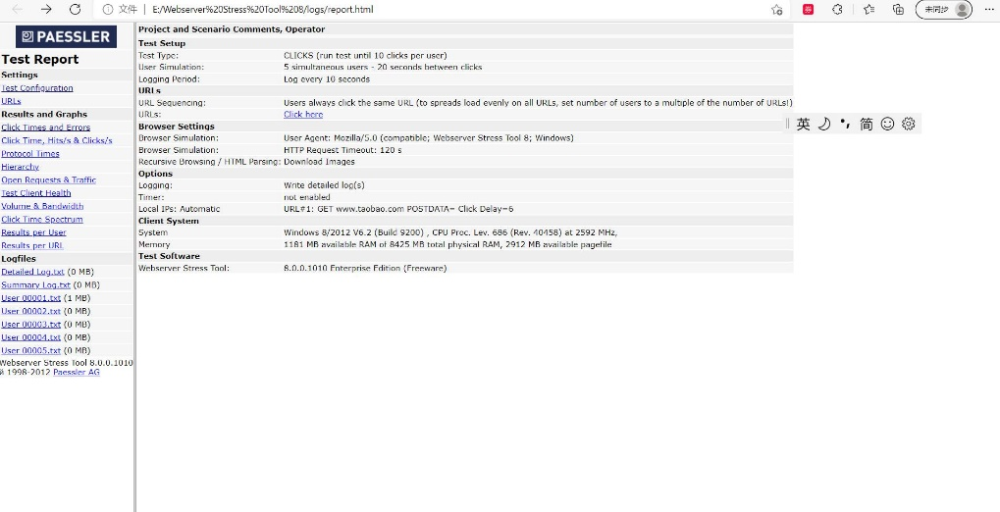 文件
E:/Webserver%20Stress%20Tool%208/logs/report.html
未同步
PAESSLER
Test Report
Settings
Test Configuration
URLs
Results and Graphs
Click Times and Errors
Click Time, Hits/s & Clicks/s
Protocol Times
Hierarchy
Open Requests & Traffic
Test Client Health
Volume & Bandwidth
Click Time Spectrum
Results per User
Results per URL
Logfiles
Detailed Log.txt (0 MB)
Summary Log.txt (0 MB)
User 00001.txt (1 MB)
User 00002.txt (0 MB)
User 00003.txt (0 MB)
User 00004.txt (0 MB)
User 00005.txt (0 MB)
Webserver Stress Tool 8.0.0.1010
© 1998-2012 Paessler AG
Project and Scenario Comments, Operator
Test Setup
Test Type: CLICKS (run test until 10 clicks per user)
User Simulation: 5 simultaneous users - 20 seconds between clicks
Logging Period: Log every 10 seconds
URLs
URL Sequencing: Users always click the same URL (to spreads load evenly on all URLs, set number of users to a multiple of the number of URLs!)
URLs: Click here
Browser Settings
Browser Simulation: User Agent: Mozilla/5.0 (compatible; Webserver Stress Tool 8; Windows)
Browser Simulation: HTTP Request Timeout: 120 s
Recursive Browsing / HTML Parsing: Download Images
Options
Logging: Write detailed log(s)
Timer: not enabled
Local IPs: Automatic URL#1: GET www.taobao.com POSTDATA= Click Delay=6
Client System
System Windows 8/2012 V6.2 (Build 9200) , CPU Proc. Lev. 686 (Rev. 40458) at 2592 MHz,
Memory 1181 MB available RAM of 8425 MB total physical RAM, 2912 MB available pagefile
Test Software
Webserver Stress Tool: 8.0.0.1010 Enterprise Edition (Freeware)
英 简